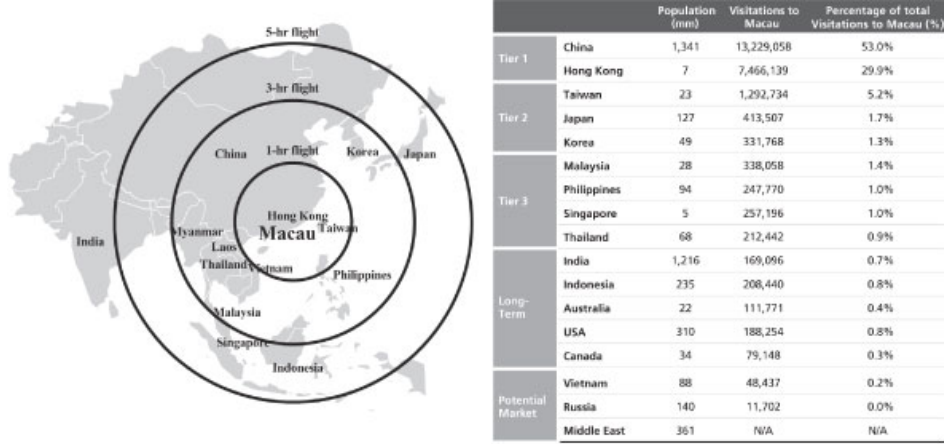 5-hr flight
3-hr flight
1-hr flight
China
Korea
Japan
Hong Kong
Macau
Taiwan
Myanmar
India
Laos
Thailand
Vietnam
Philippines
Malaysia
Singapore
Indonesia
Population (mm) Visitations to Macau Percentage of total Visitations to Macau (%)
Tier 1
China 1,341 13,229,058 53.0%
Hong Kong 7 7,466,139 29.9%
Tier 2
Taiwan 23 1,292,734 5.2%
Japan 127 413,507 1.7%
Korea 49 331,768 1.3%
Tier 3
Malaysia 28 338,058 1.4%
Philippines 94 247,770 1.0%
Singapore 5 257,196 1.0%
Thailand 68 212,442 0.9%
Long-Term
India 1,216 169,096 0.7%
Indonesia 235 208,440 0.8%
Australia 22 111,771 0.4%
USA 310 188,254 0.8%
Canada 34 79,148 0.3%
Potential Market
Vietnam 88 48,437 0.2%
Russia 140 11,702 0.0%
Middle East 361 N/A N/A